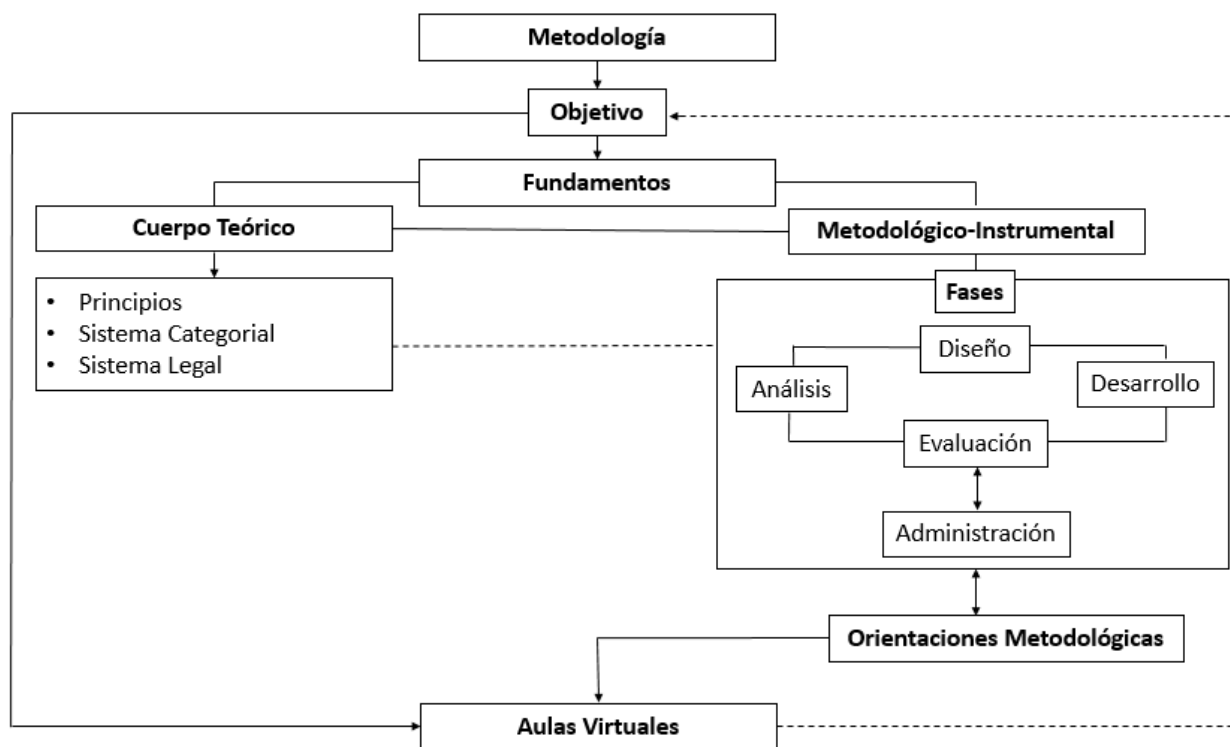 Metodología
Objetivo
Fundamentos
Cuerpo Teórico
Metodológico-Instrumental
• Principios
• Sistema Categorial
• Sistema Legal
Fases
Diseño
Análisis
Desarrollo
Evaluación
Administración
Orientaciones Metodológicas
Aulas Virtuales